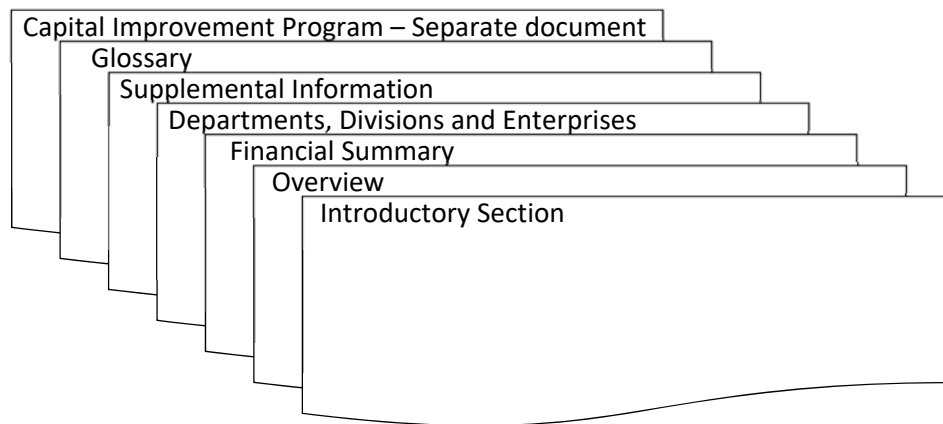 Capital Improvement Program – Separate document
Glossary
Supplemental Information
Departments, Divisions and Enterprises
Financial Summary
Overview
Introductory Section